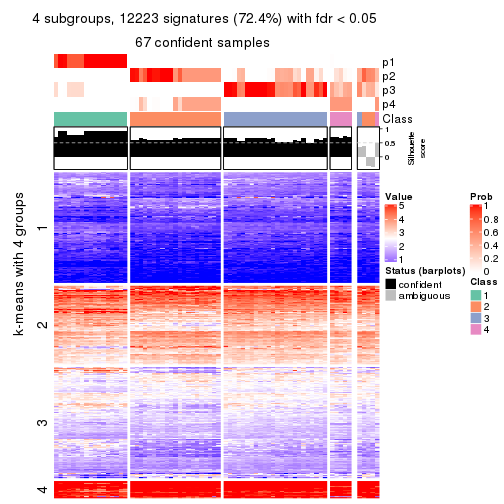 4 subgroups, 12223 signatures (72.4%) with fdr < 0.05
67 confident samples
p1
p2
p3
p4
Class
1
0.5
0
Silhouette
score
k-means with 4 groups
1
2
3
4
Value
5
4
3
2
1
Status (barplots)
confident
ambiguous
Prob
1
0.8
0.6
0.4
0.2
0
Class
1
2
3
4